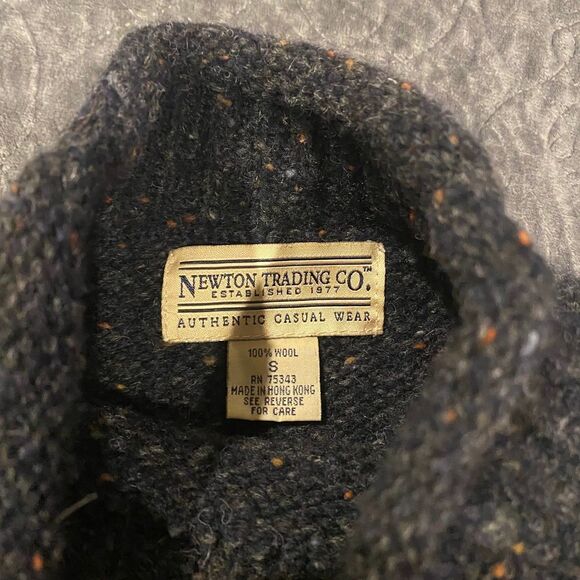 NEWTON TRADING CO.™
ESTABLISHED 1977
AUTHENTIC CASUAL WEAR
100% WOOL
S
RN 75343
MADE IN HONG KONG
SEE REVERSE
FOR CARE